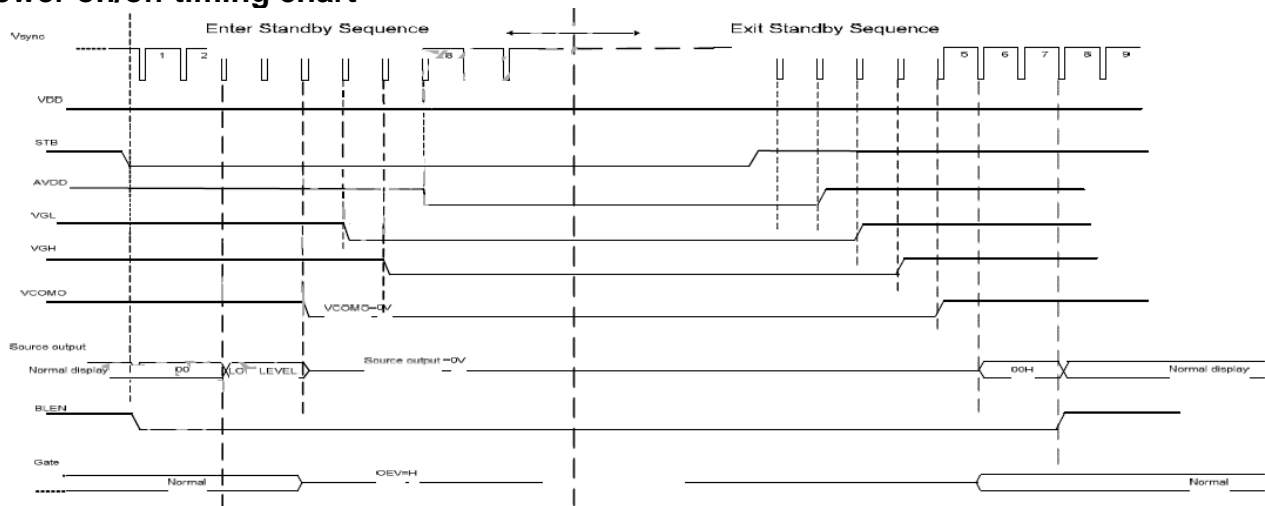 ower on/off timing chart
Enter Standby Sequence
Exit Standby Sequence
Vsync
1 2 8 5 6 7 8 9
VDD
STB
AVDD
VGL
VGH
VCOMO
VCOMO=0V
Source output
Source output =0V
Normal display
00
LEVEL
00H
Normal display
BLEN
Gate
OEV=H
Normal
Normal